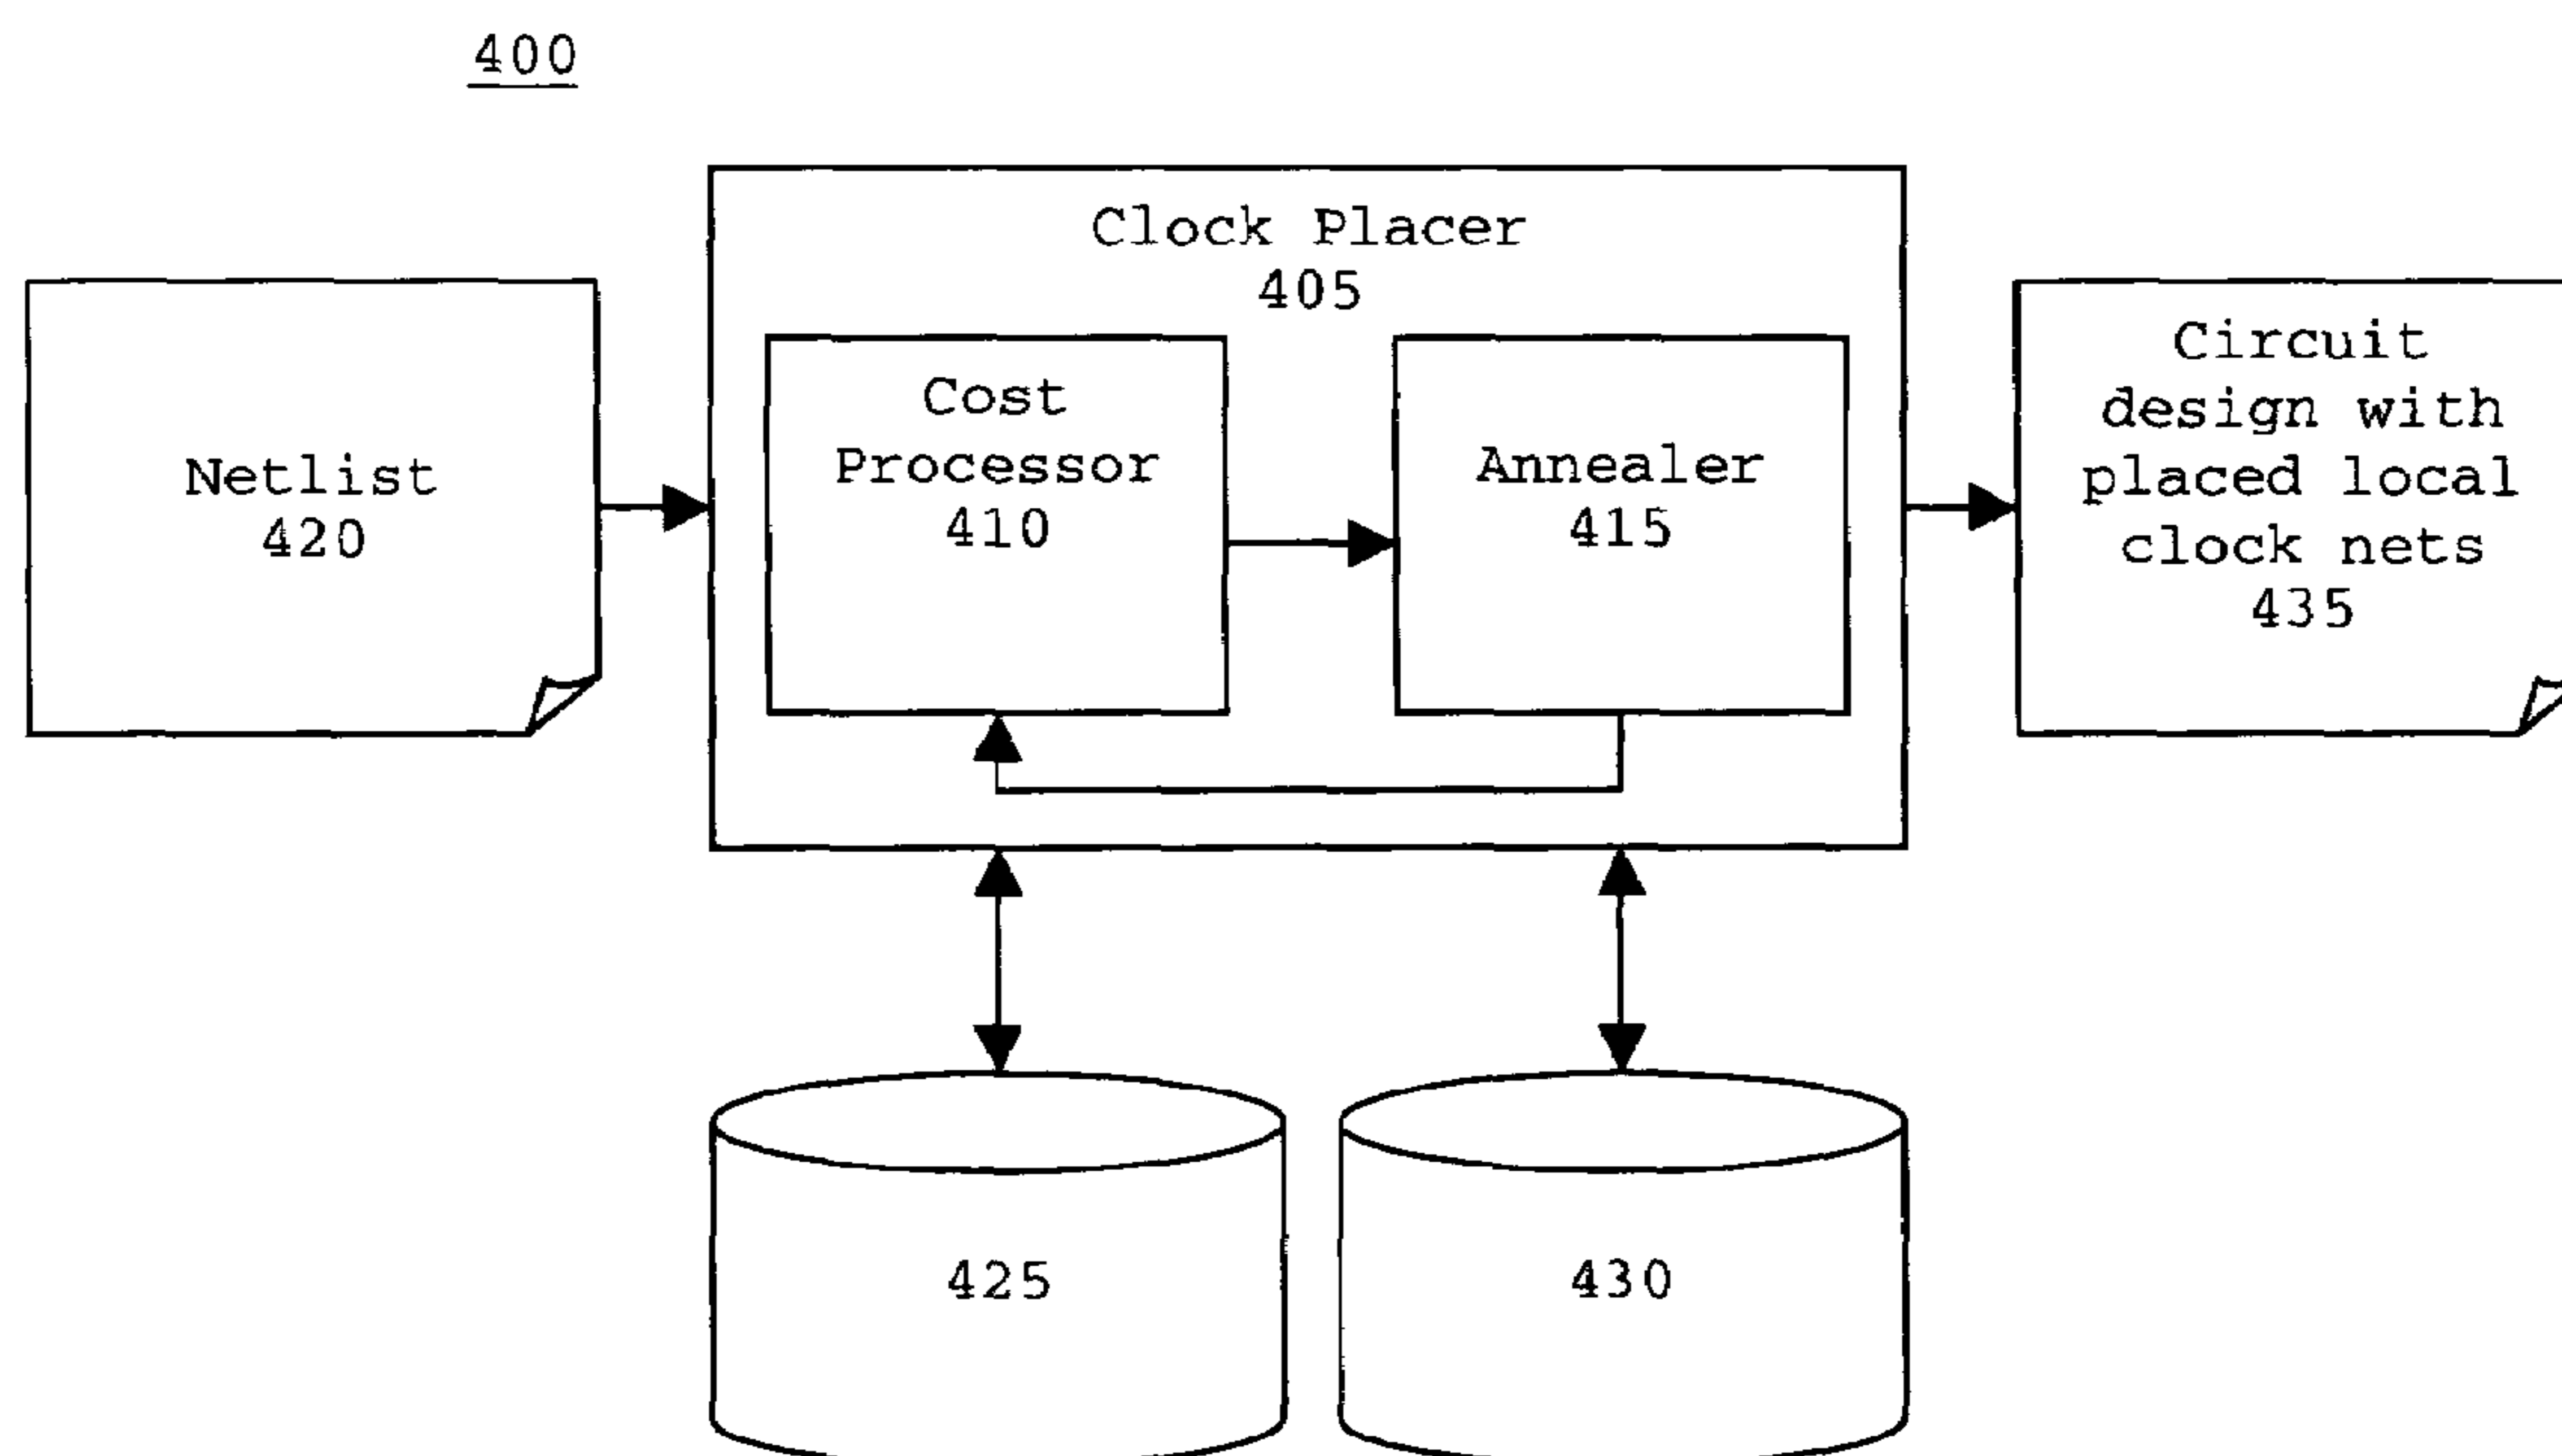 400
Clock Placer
405
Netlist
420
Cost
Processor
410
Annealer
415
Circuit
design with
placed local
clock nets
435
425
430